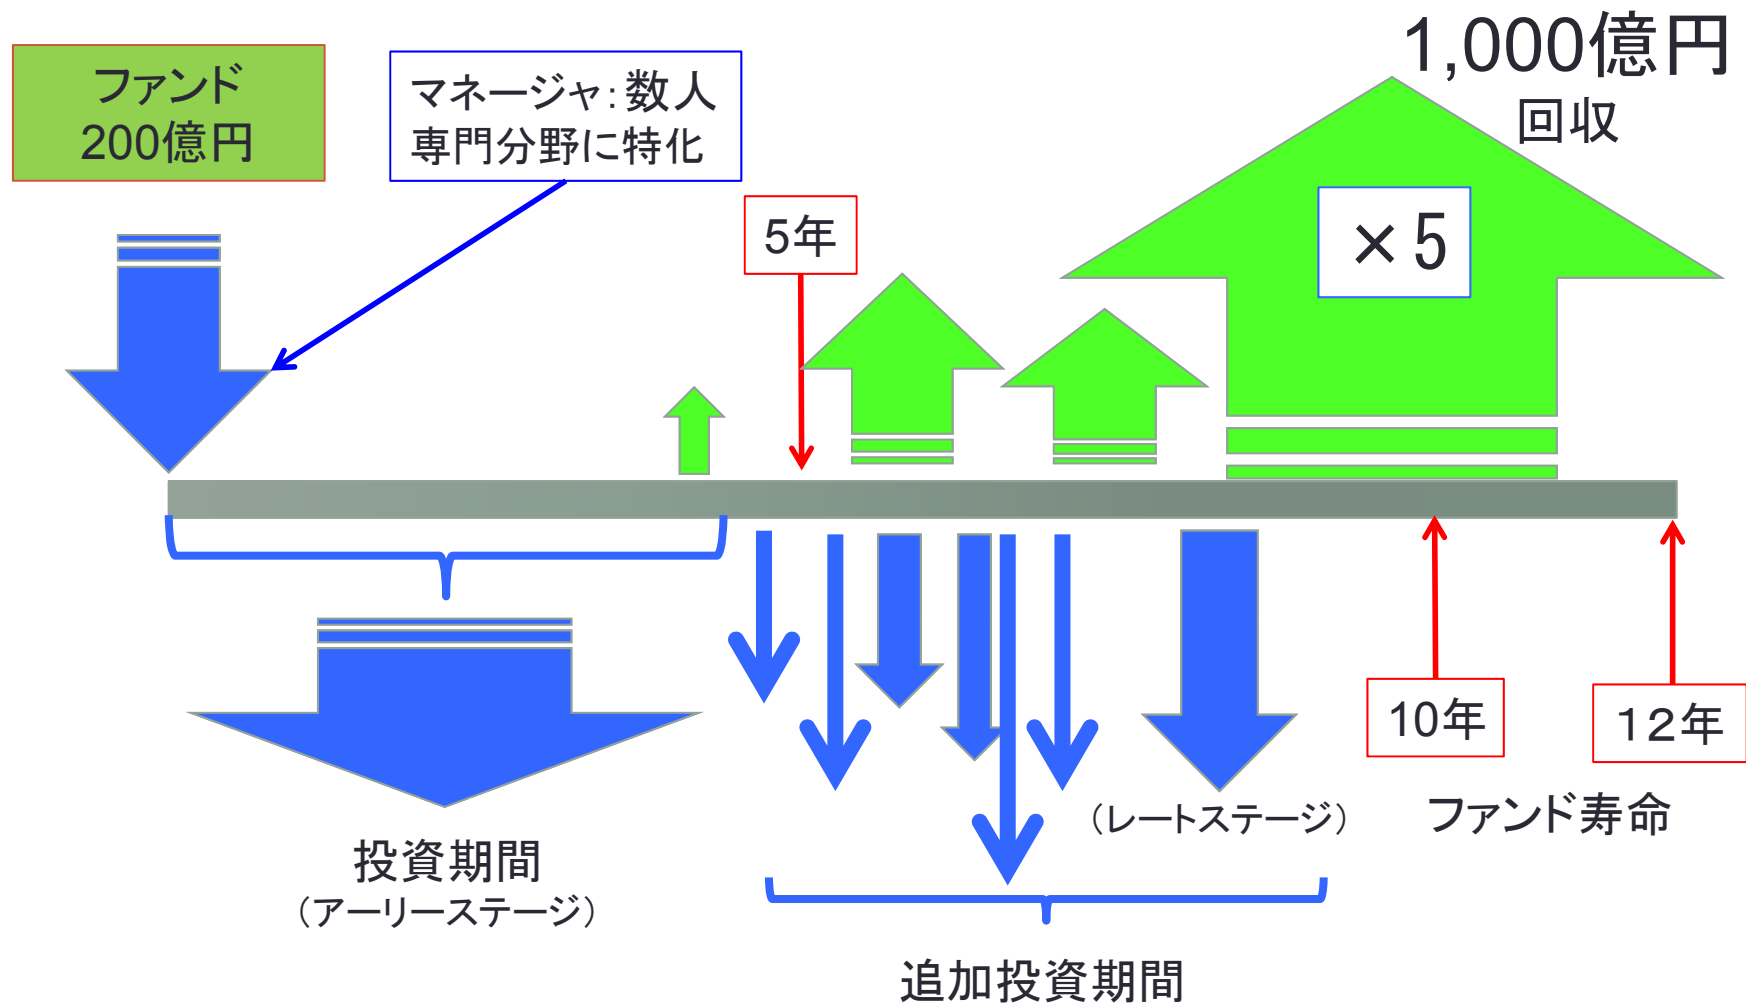 ファンド
200億円
マネージャ：数人
専門分野に特化
1,000億円
回収
5年
×5
10年
１２年
ファンド寿命
（レートステージ）
投資期間
（アーリーステージ）
追加投資期間